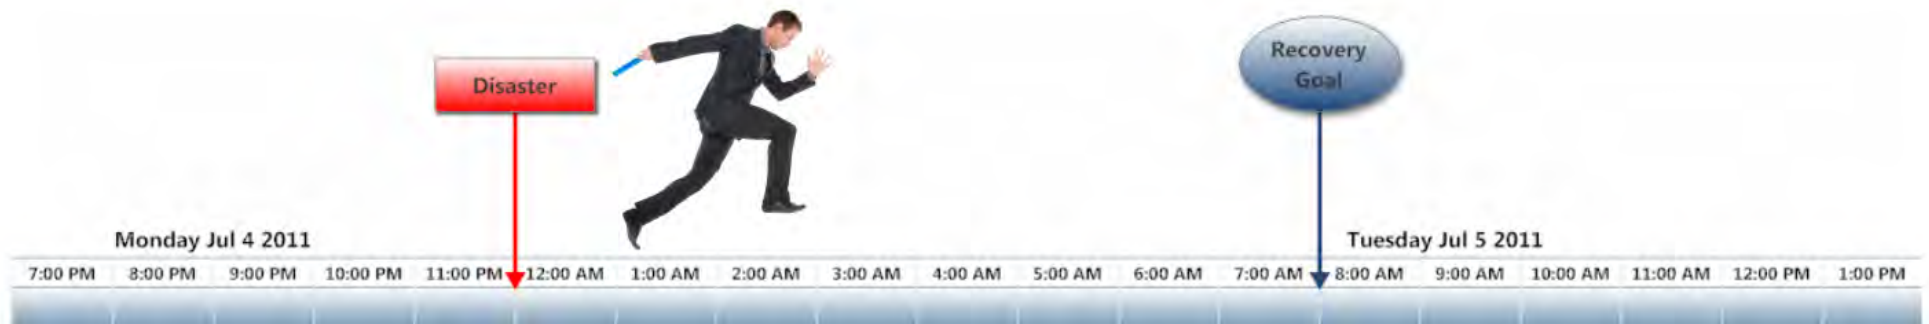 Disaster
Recovery
Goal
Monday Jul 4 2011
Tuesday Jul 5 2011
7:00 PM 8:00 PM 9:00 PM 10:00 PM 11:00 PM 12:00 AM 1:00 AM 2:00 AM 3:00 AM 4:00 AM 5:00 AM 6:00 AM 7:00 AM 8:00 AM 9:00 AM 10:00 AM 11:00 AM 12:00 PM 1:00 PM